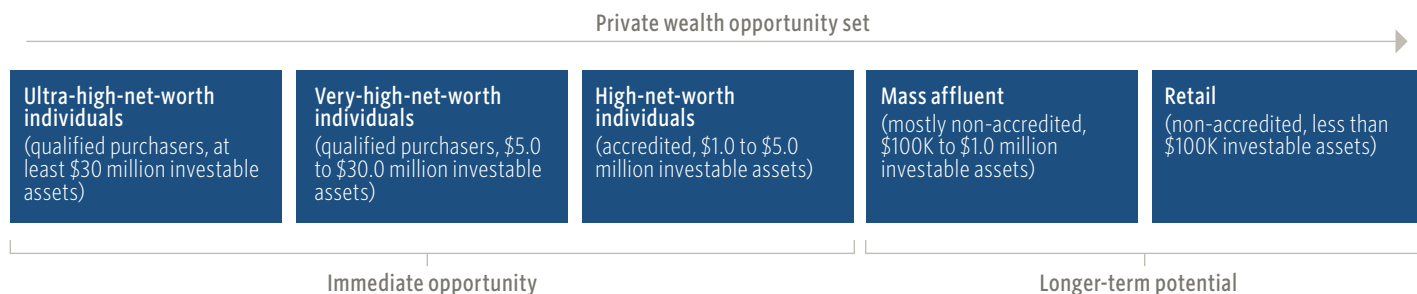 Private wealth opportunity set
Ultra-high-net-worth
individuals
(qualified purchasers, at
least $30 million investable
assets)
Very-high-net-worth
individuals
(qualified purchasers, $5.0
to $30.0 million investable
assets)
High-net-worth
individuals
(accredited, $1.0 to $5.0
million investable assets)
Mass affluent
(mostly non-accredited,
$100K to $1.0 million
investable assets)
Retail
(non-accredited, less than
$100K investable assets)
Immediate opportunity
Longer-term potential